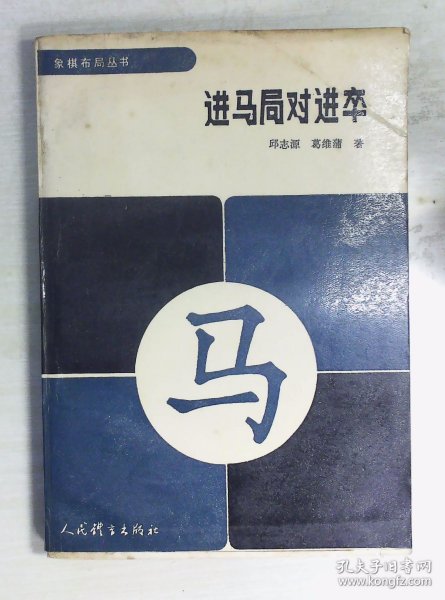 象棋布局丛书
进马局对进卒
邱志源 葛维蒲 著
马
人民体育出版社
孔夫子旧书网
www.kongfz.com